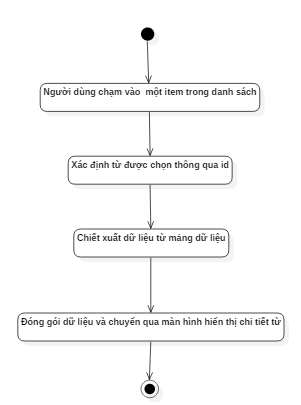 Người dùng chạm vào một item trong danh sách
Xác định từ được chọn thông qua id
Chiết xuất dữ liệu từ mảng dữ liệu
Đóng gói dữ liệu và chuyển qua màn hình hiển thị chi tiết từ